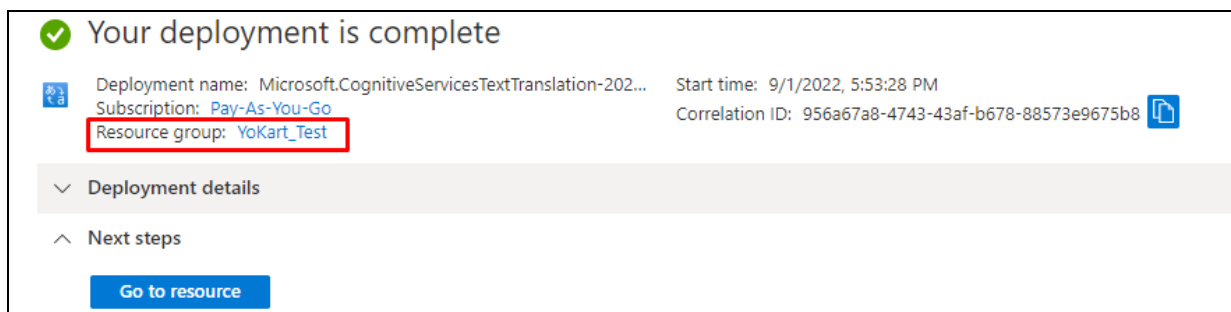 Your deployment is complete
Deployment name: Microsoft.CognitiveServicesTextTranslation-202...
Subscription: Pay-As-You-Go
Resource group: YoKart_Test
Start time: 9/1/2022, 5:53:28 PM
Correlation ID: 956a67a8-4743-43af-b678-88573e9675b8
Deployment details
Next steps
Go to resource